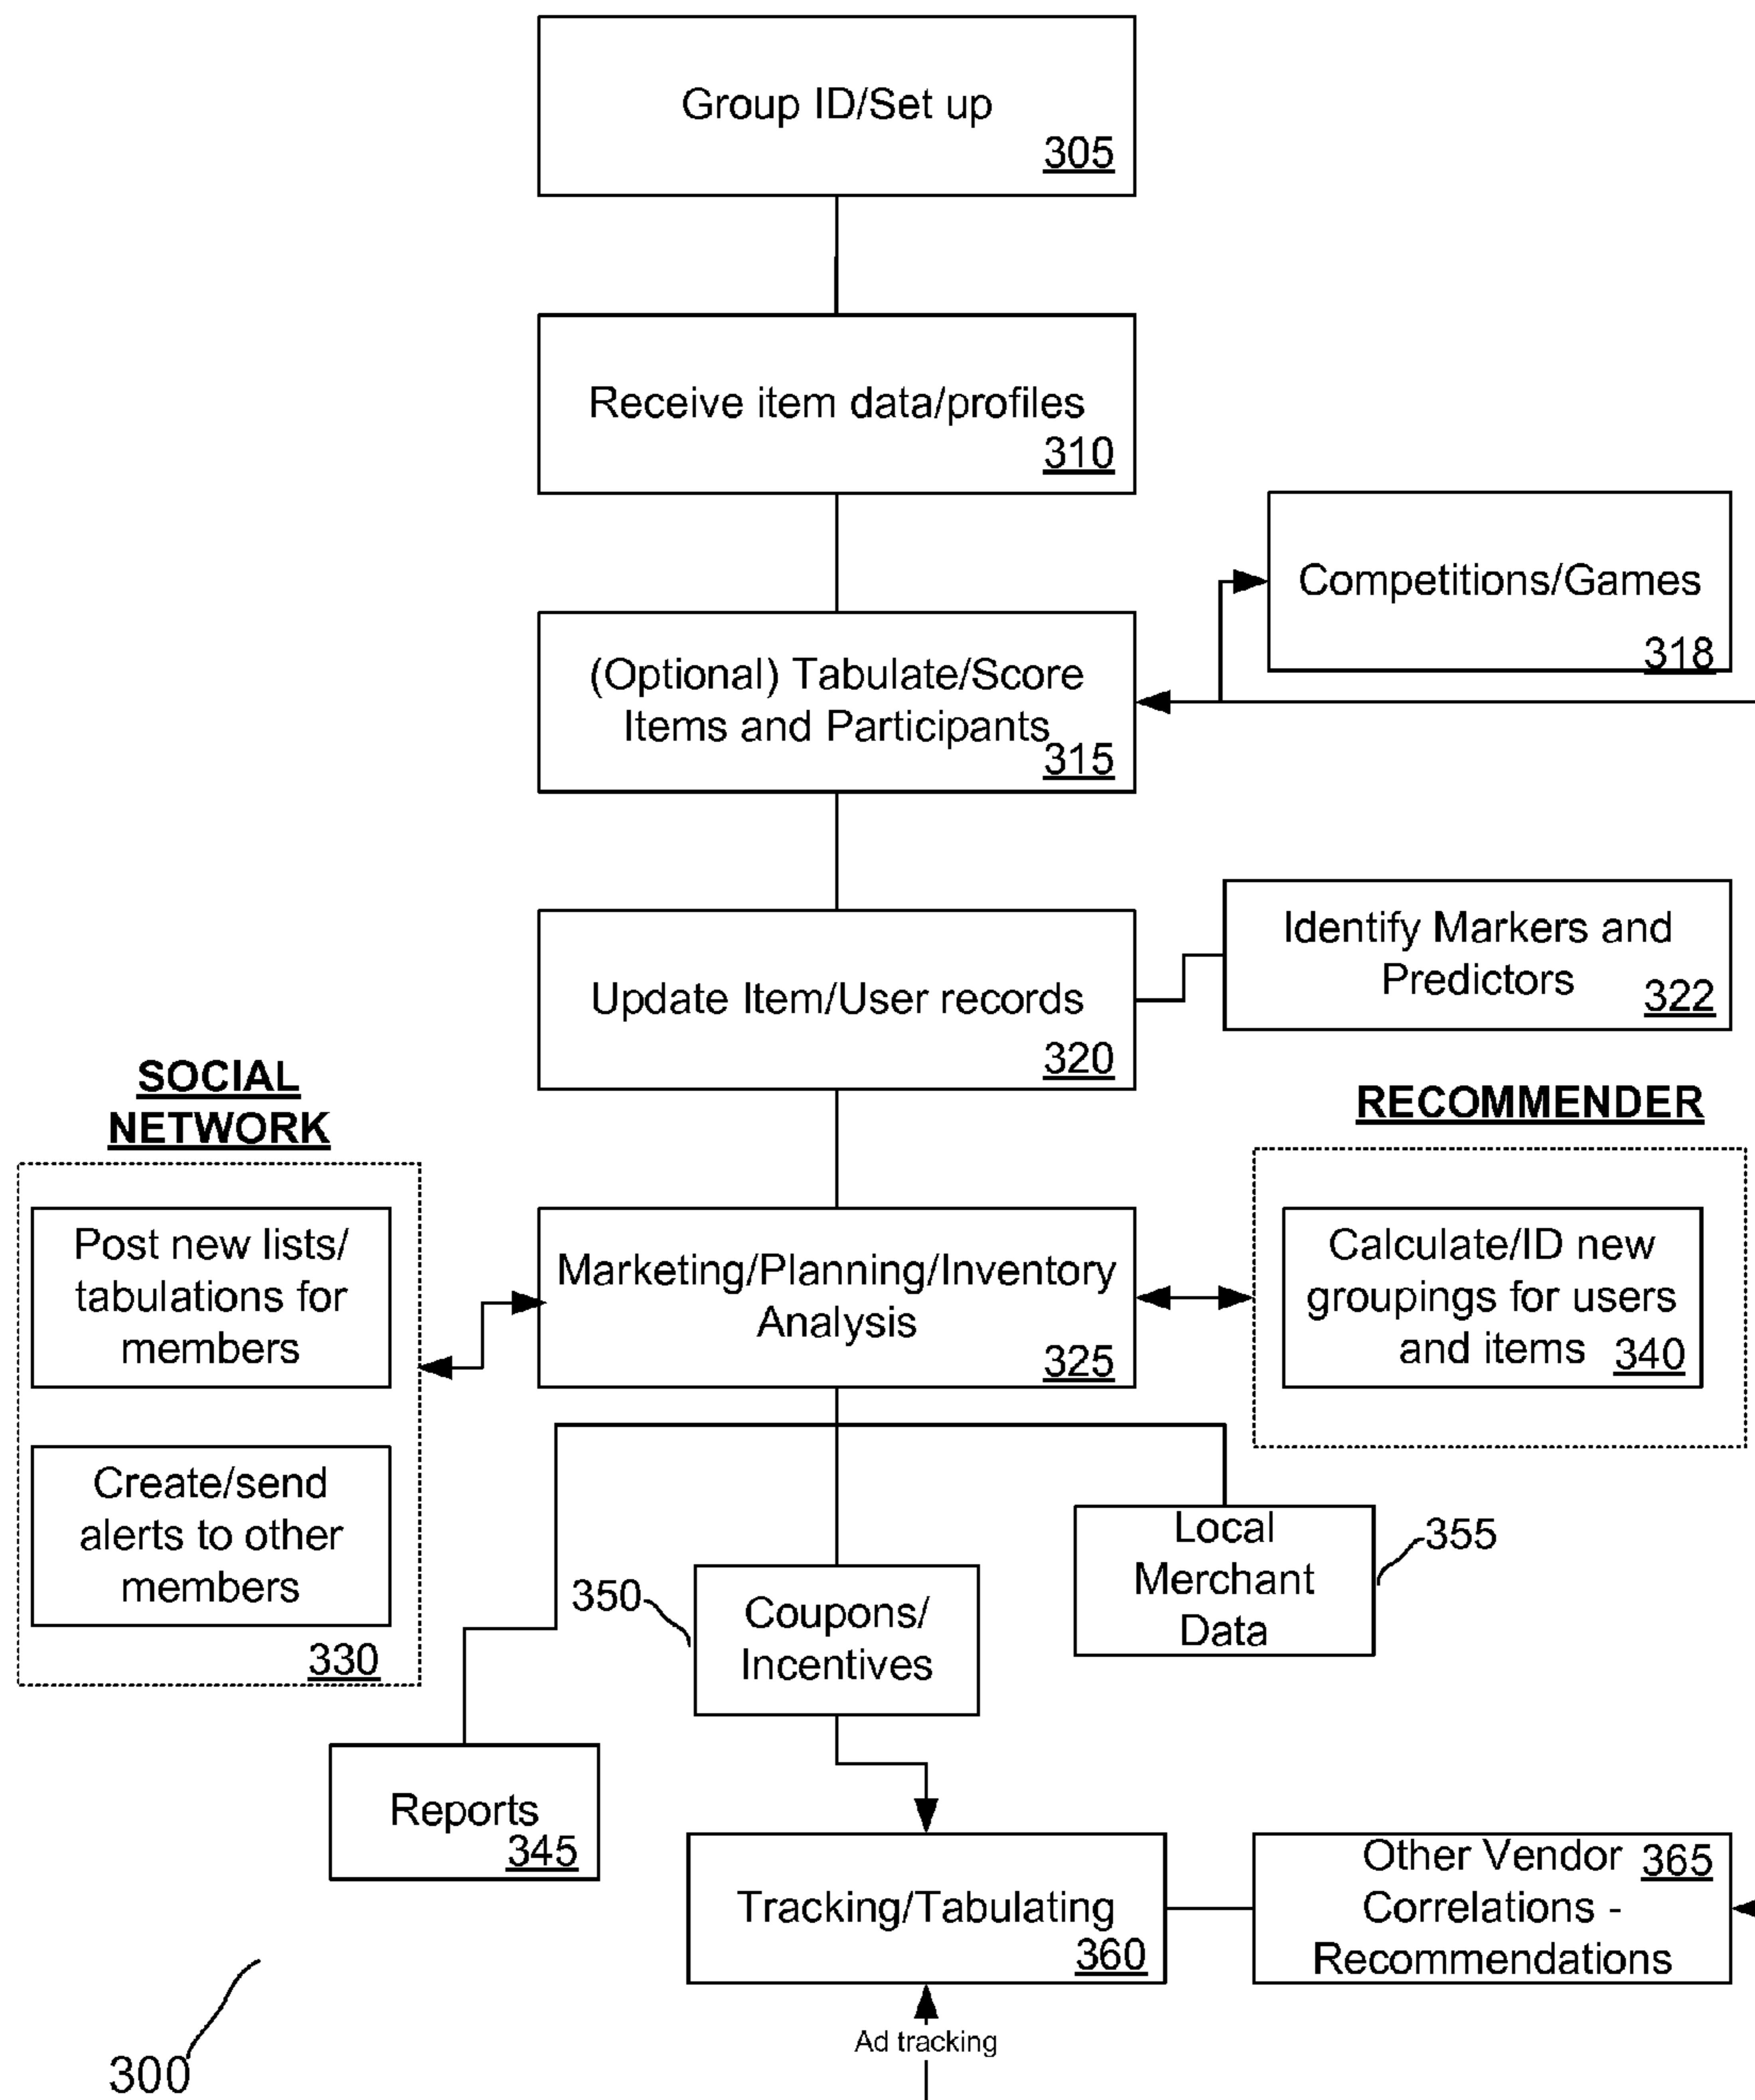 Group ID/Set up
305
Receive item data/profiles
310
Competitions/Games
318
(Optional) Tabulate/Score
Items and Participants
315
Identify Markers and
Predictors
322
Update Item/User records
320
SOCIAL
NETWORK
RECOMMENDER
Post new lists/
tabulations for
members
Marketing/Planning/Inventory
Analysis
325
Calculate/ID new
groupings for users
and items 340
Create/send
alerts to other
members
330
Local
Merchant
Data
355
350
Coupons/
Incentives
Reports
345
Tracking/Tabulating
360
Other Vendor 365
Correlations -
Recommendations
Ad tracking
300